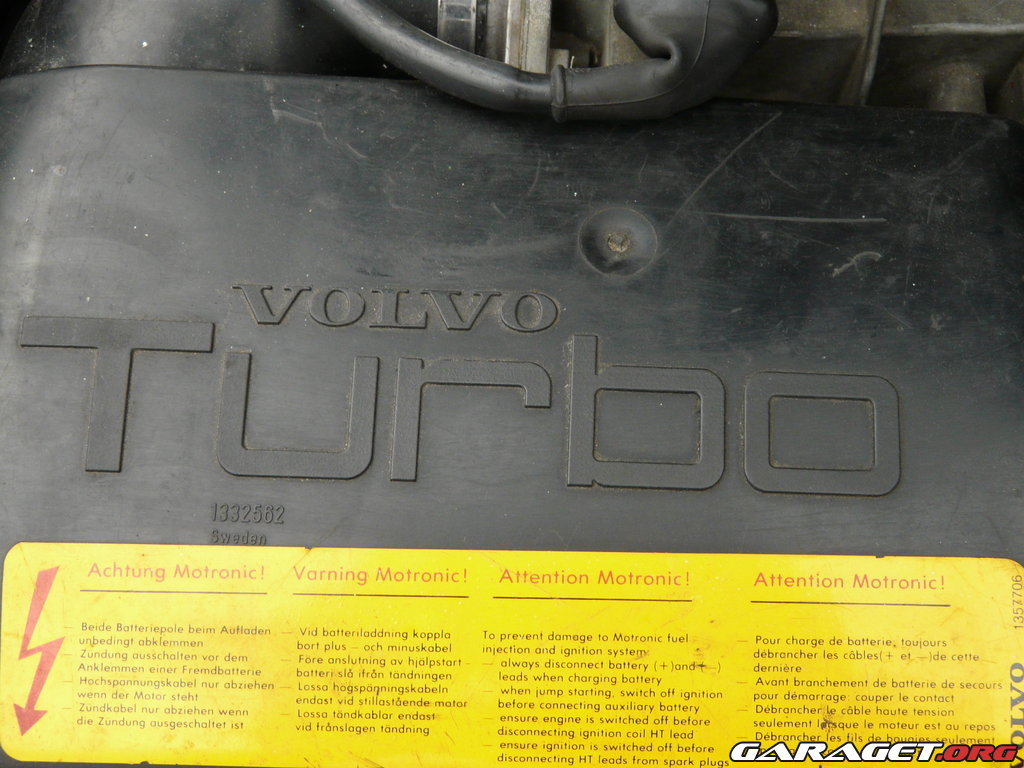 VOLVO
Turbo
1332562
Sweden
Achtung Motronic!
Beide Batteriepole beim Aufladen
unbedingt abklemmen
Zündung ausschalten vor dem
Anklemmen einer Fremdbatterie
Hochspannungskabel nur abziehen
wenn der Motor steht
Zündkabel nur abziehen wenn
die Zündung ausgeschaltet ist
Varning Motronic!
Vid batteriladdning koppla
bort plus – och minuskabel
Före anslutning av hjälpstart-
batteri slå ifrån tändningen
Lossa högspänningskabeln
endast vid stillastående motor
Lossa tändkablar endast
vid frånslagen tändning
Attention Motronic!
To prevent damage to Motronic fuel
injection and ignition system
– always disconnect battery (+) and (–)
leads when charging battery
– when jump starting, switch off ignition
before connecting auxiliary battery
– ensure engine is switched off before
disconnecting ignition coil HT lead
– ensure ignition is switched off before
disconnecting HT leads from spark plugs
Attention Motronic!
– Pour charge de batterie, toujours
débrancher les câbles(+ et –)de cette
dernière
– Avant branchement de batterie de secours
pour démarrage: couper le contact
– Débrancher le câble haute tension
seulement lorsque le moteur est au repos
– Débrancher les fils de bougies seulement
1357706
VOLVO
GARAGET.ORG